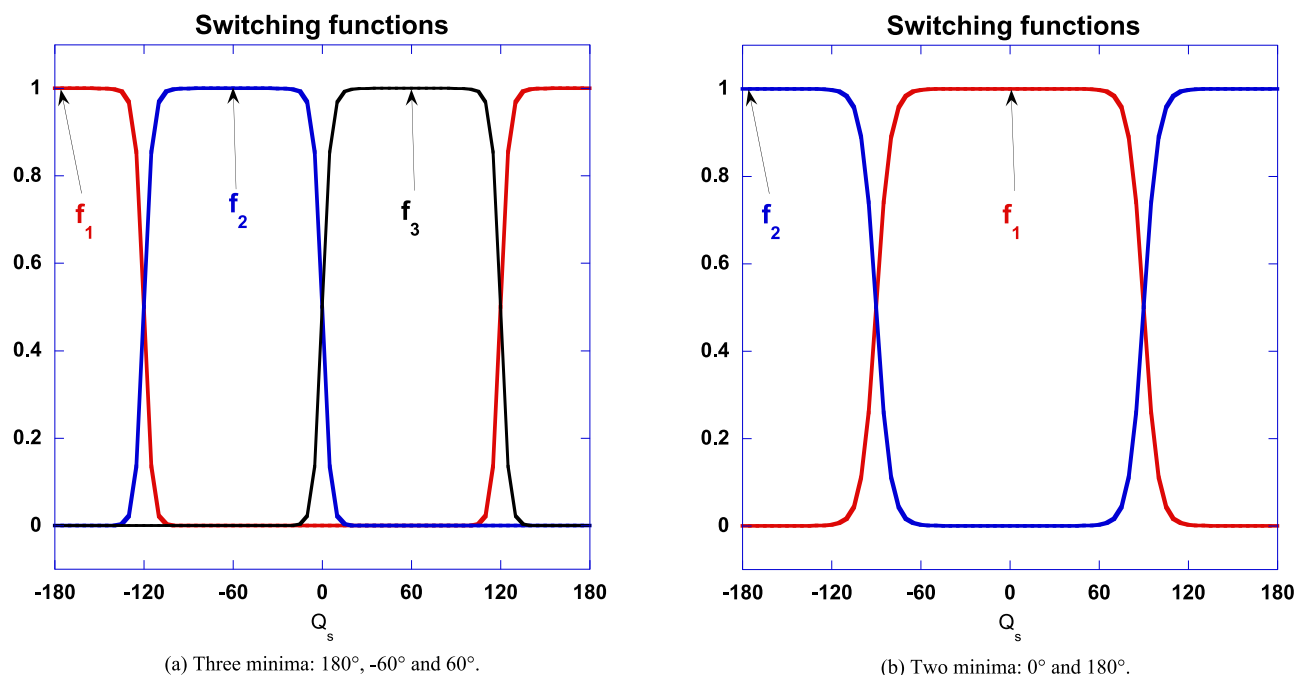 Switching functions
1
0.8
0.6
0.4
0.2
0
f1
f2
f3
-180 -120 -60 0 60 120 180
Qs
(a) Three minima: 180°, -60° and 60°.
Switching functions
1
0.8
0.6
0.4
0.2
0
f2
f1
-180 -120 -60 0 60 120 180
Qs
(b) Two minima: 0° and 180°.